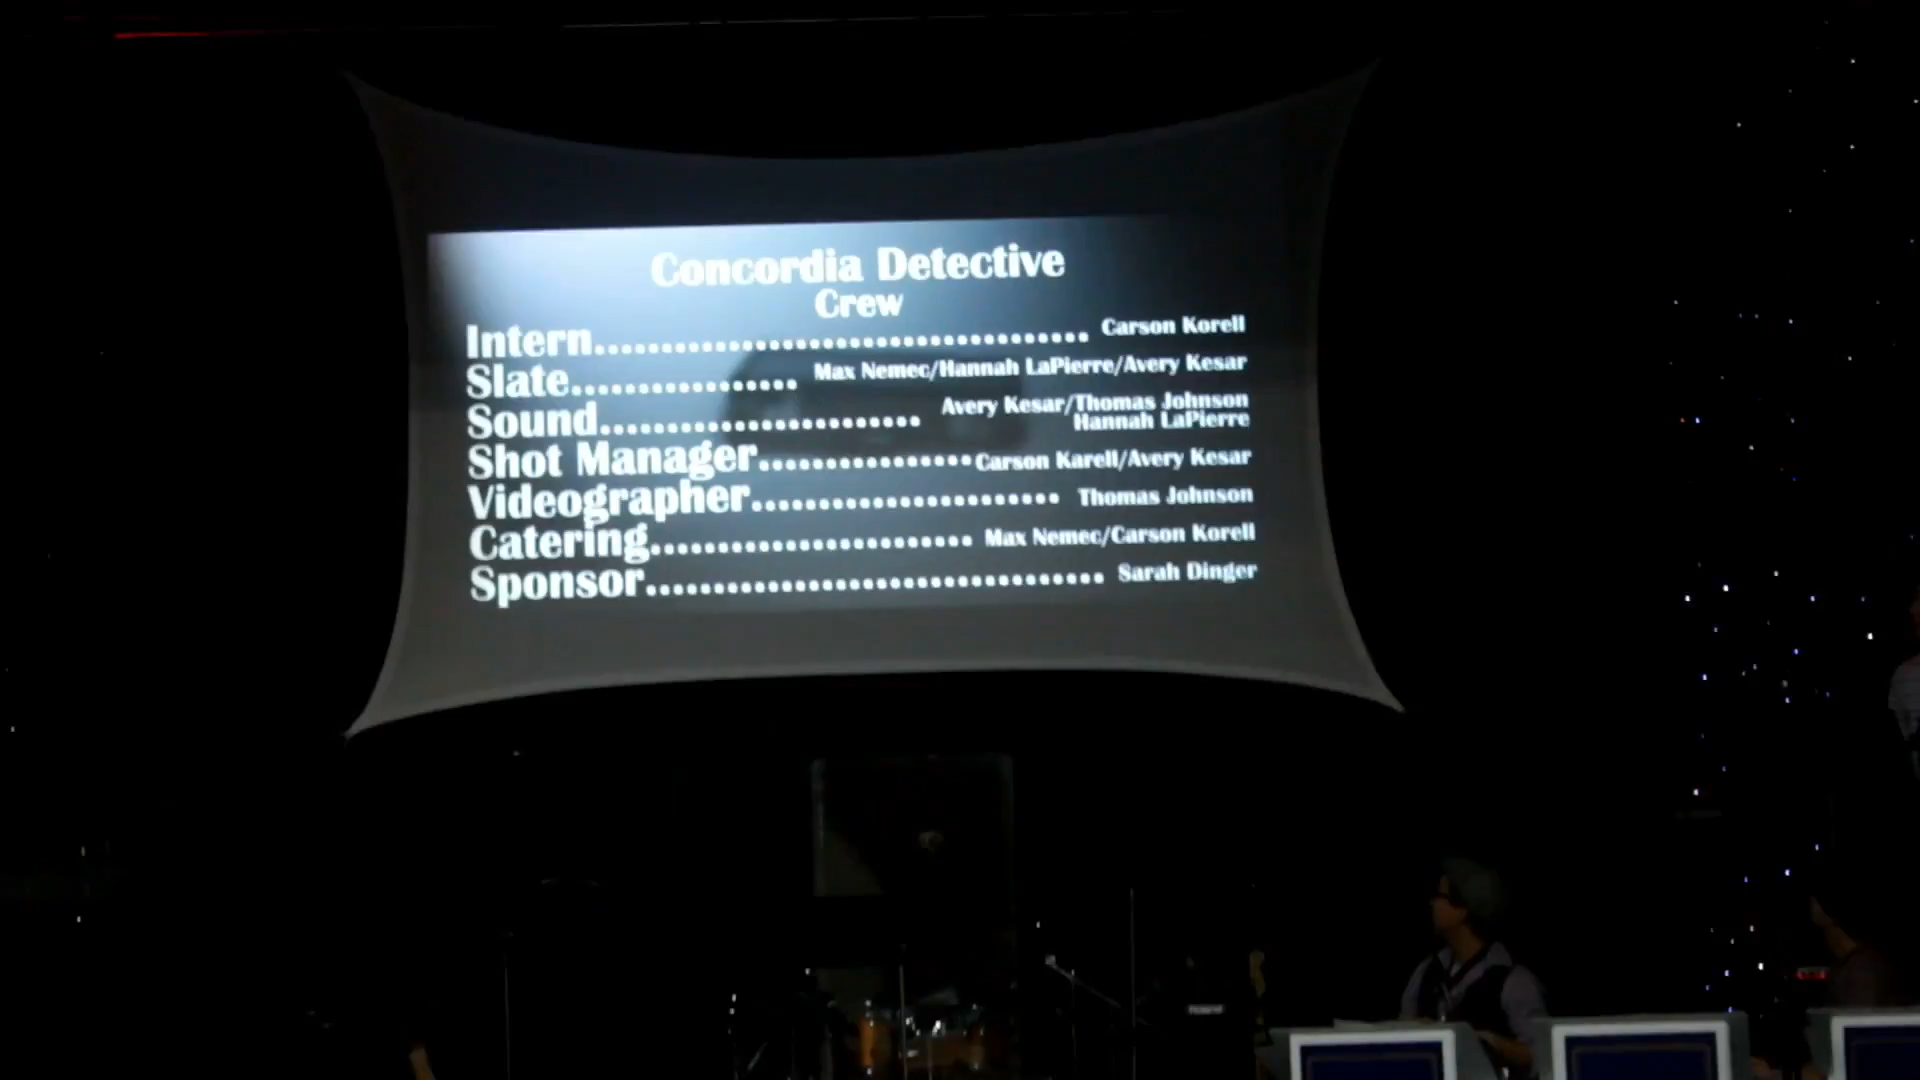 Concordia Detective
Crew
Intern..................................... Carson Korell
Slate................. Max Nemec/Hannah LaPierre/Avery Kesar
Sound........................ Avery Kesar/Thomas Johnson
Hannah LaPierre
Shot Manager................Carson Karell/Avery Kesar
Videographer....................... Thomas Johnson
Catering........................ Max Nemec/Carson Korell
Sponsor.................................. Sarah Dinger
Roland